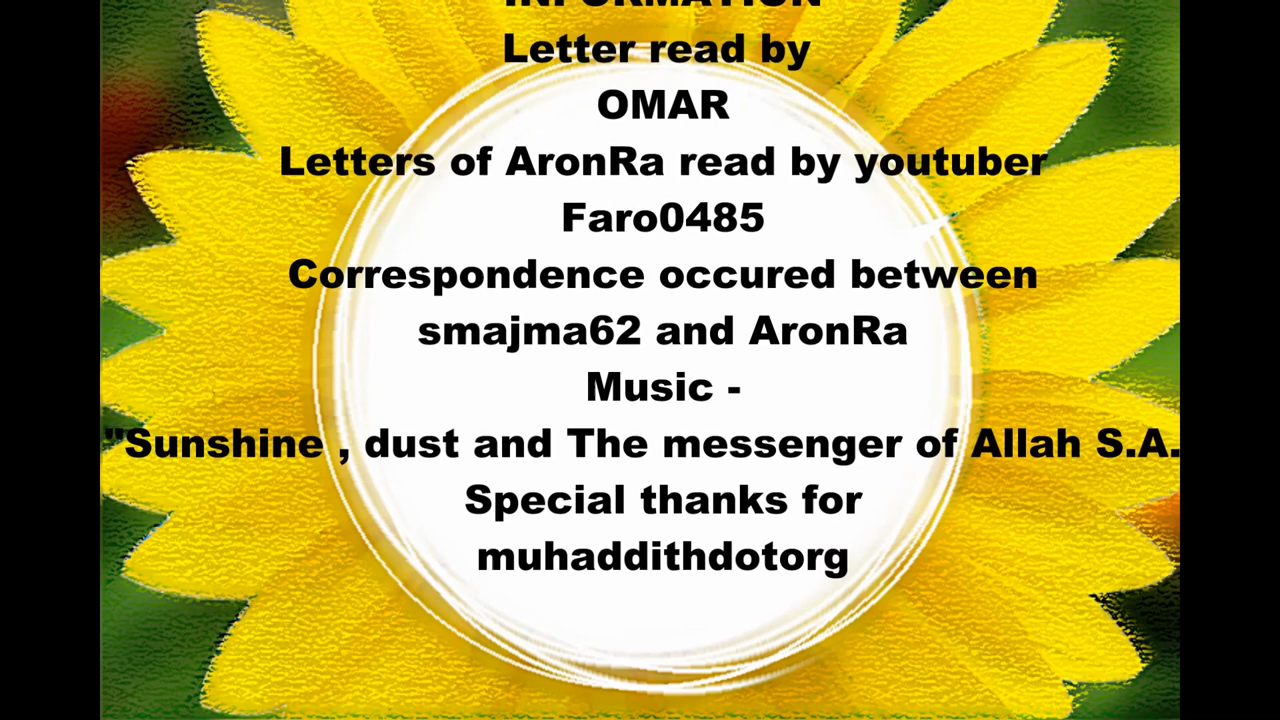 INFORMATION
Letter read by
OMAR
Letters of AronRa read by youtuber
Faro0485
Correspondence occured between
smajma62 and AronRa
Music -
"Sunshine , dust and The messenger of Allah S.A.
Special thanks for
muhaddithdotorg